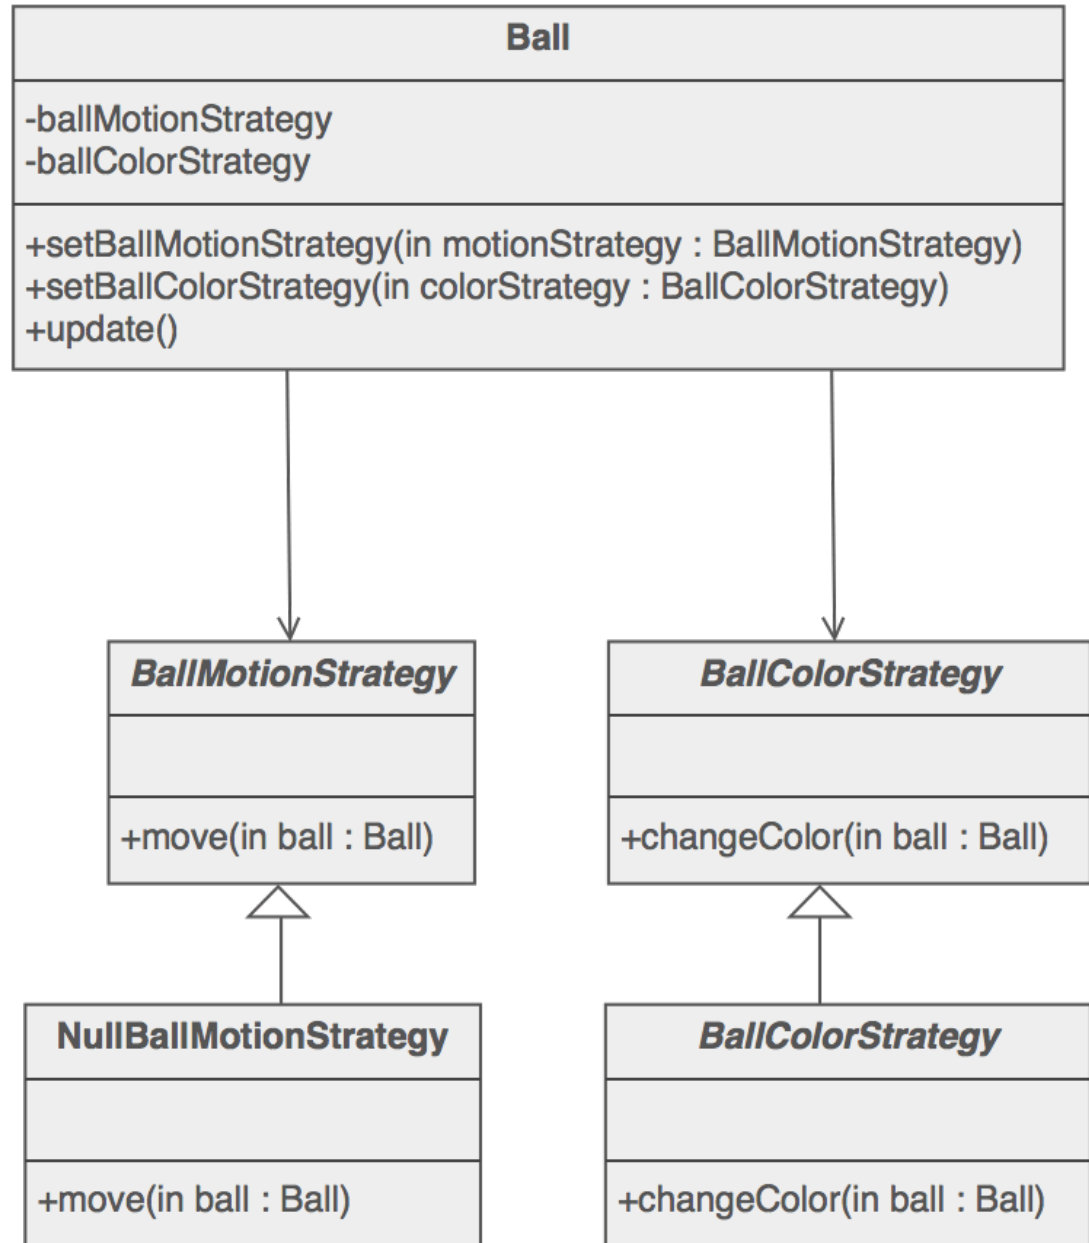 Ball
-ballMotionStrategy
-ballColorStrategy
+setBallMotionStrategy(in motionStrategy : BallMotionStrategy)
+setBallColorStrategy(in colorStrategy : BallColorStrategy)
+update()
BallMotionStrategy
+move(in ball : Ball)
BallColorStrategy
+changeColor(in ball : Ball)
NullBallMotionStrategy
+move(in ball : Ball)
BallColorStrategy
+changeColor(in ball : Ball)